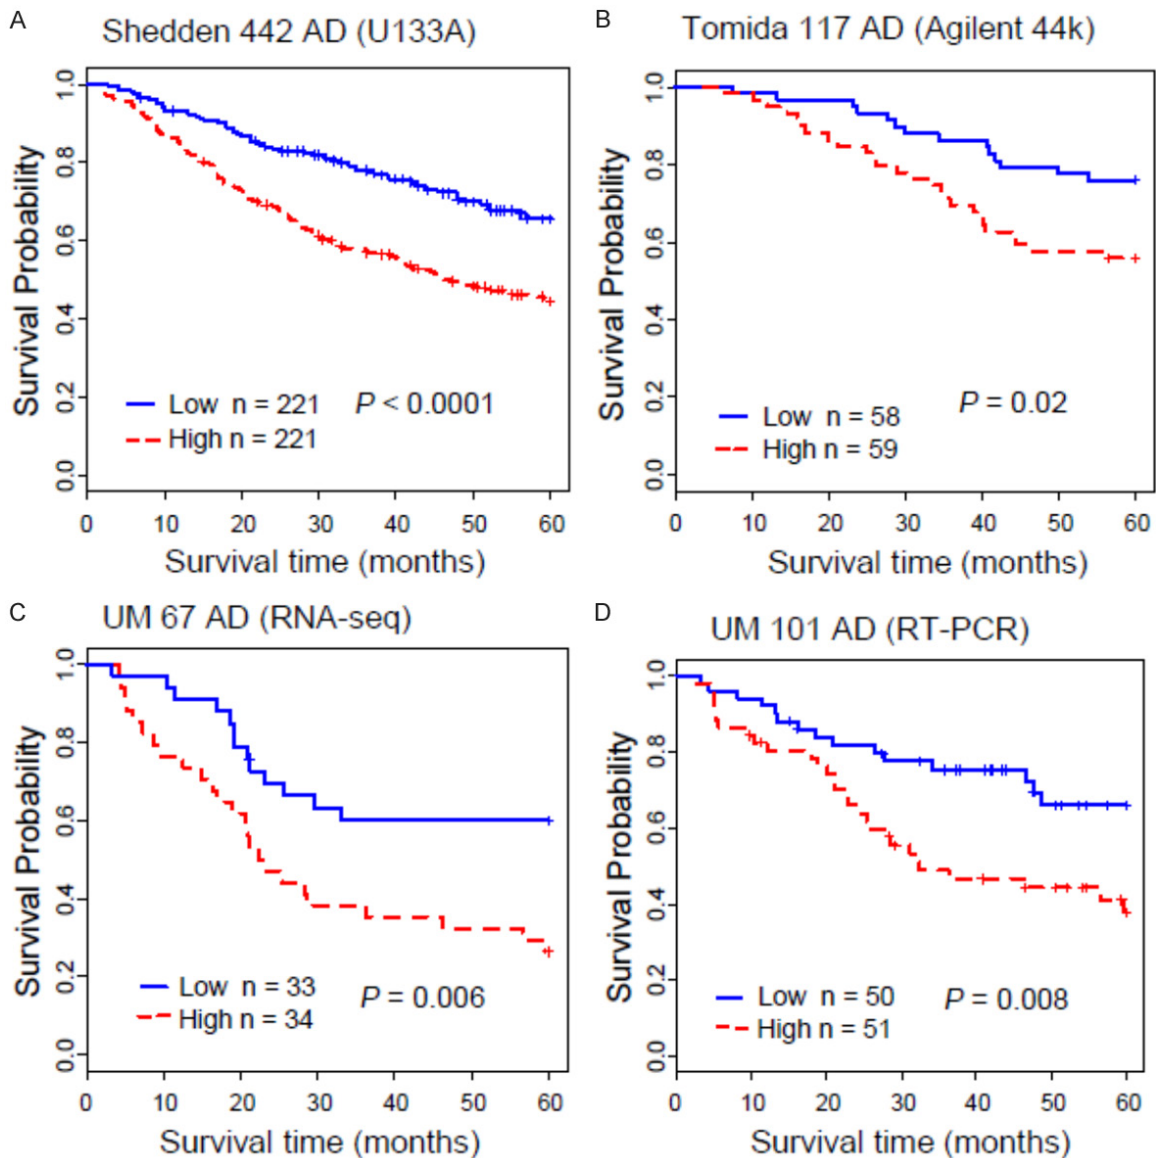 A
Shedden 442 AD (U133A)
Survival Probability
1.0
0.8
0.6
0.4
0.2
0.0
Low n = 221
High n = 221
P < 0.0001
0 10 20 30 40 50 60
Survival time (months)
B
Tomida 117 AD (Agilent 44k)
Survival Probability
1.0
0.8
0.6
0.4
0.2
0.0
Low n = 58
High n = 59
P = 0.02
0 10 20 30 40 50 60
Survival time (months)
C
UM 67 AD (RNA-seq)
Survival Probability
1.0
0.8
0.6
0.4
0.2
0.0
Low n = 33
High n = 34
P = 0.006
0 10 20 30 40 50 60
Survival time (months)
D
UM 101 AD (RT-PCR)
Survival Probability
1.0
0.8
0.6
0.4
0.2
0.0
Low n = 50
High n = 51
P = 0.008
0 10 20 30 40 50 60
Survival time (months)